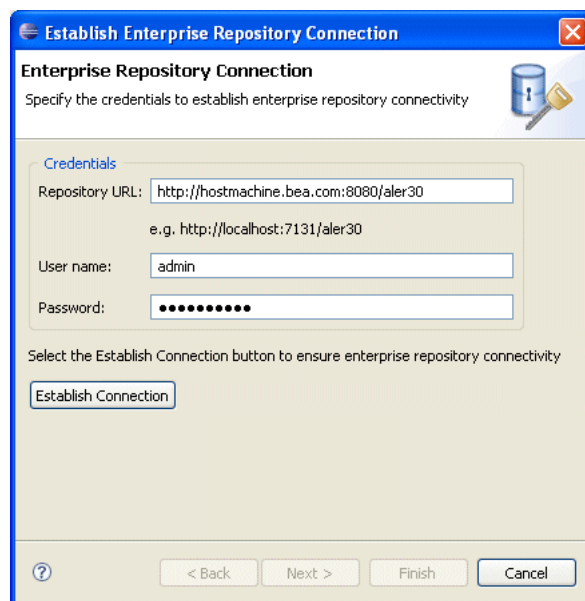 Establish Enterprise Repository Connection
Enterprise Repository Connection
Specify the credentials to establish enterprise repository connectivity
Credentials
Repository URL: http://hostmachine.bea.com:8080/aler30
e.g. http://localhost:7131/aler30
User name: admin
Password: ●●●●●●●●●●
Select the Establish Connection button to ensure enterprise repository connectivity
Establish Connection
? < Back Next > Finish Cancel